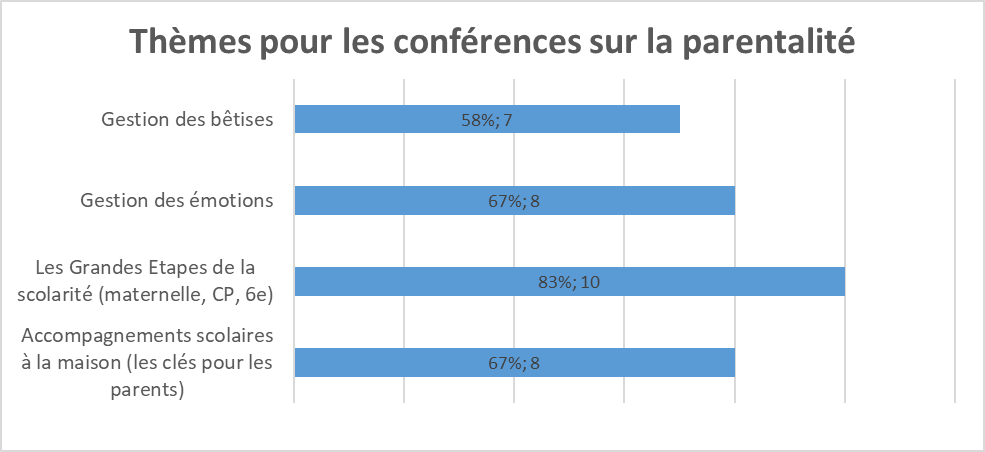 Thèmes pour les conférences sur la parentalité
Gestion des bêtises
58%; 7
Gestion des émotions
67%; 8
Les Grandes Etapes de la
scolarité (maternelle, CP, 6e)
83%; 10
Accompagnements scolaires
à la maison (les clés pour les
parents)
67%; 8